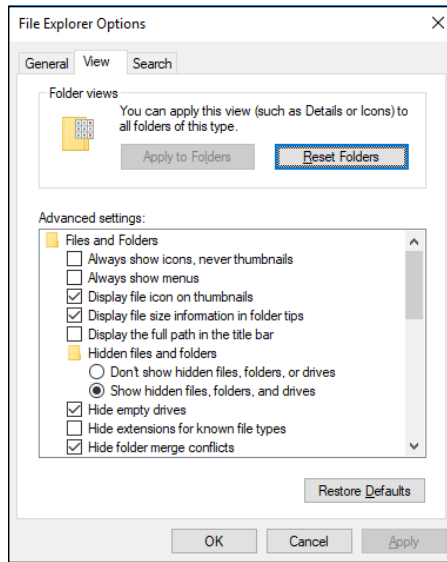 File Explorer Options
General View Search
Folder views
You can apply this view (such as Details or Icons) to
all folders of this type.
Apply to Folders Reset Folders
Advanced settings:
Files and Folders
Always show icons, never thumbnails
Always show menus
Display file icon on thumbnails
Display file size information in folder tips
Display the full path in the title bar
Hidden files and folders
Don't show hidden files, folders, or drives
Show hidden files, folders, and drives
Hide empty drives
Hide extensions for known file types
Hide folder merge conflicts
Restore Defaults
OK Cancel Apply